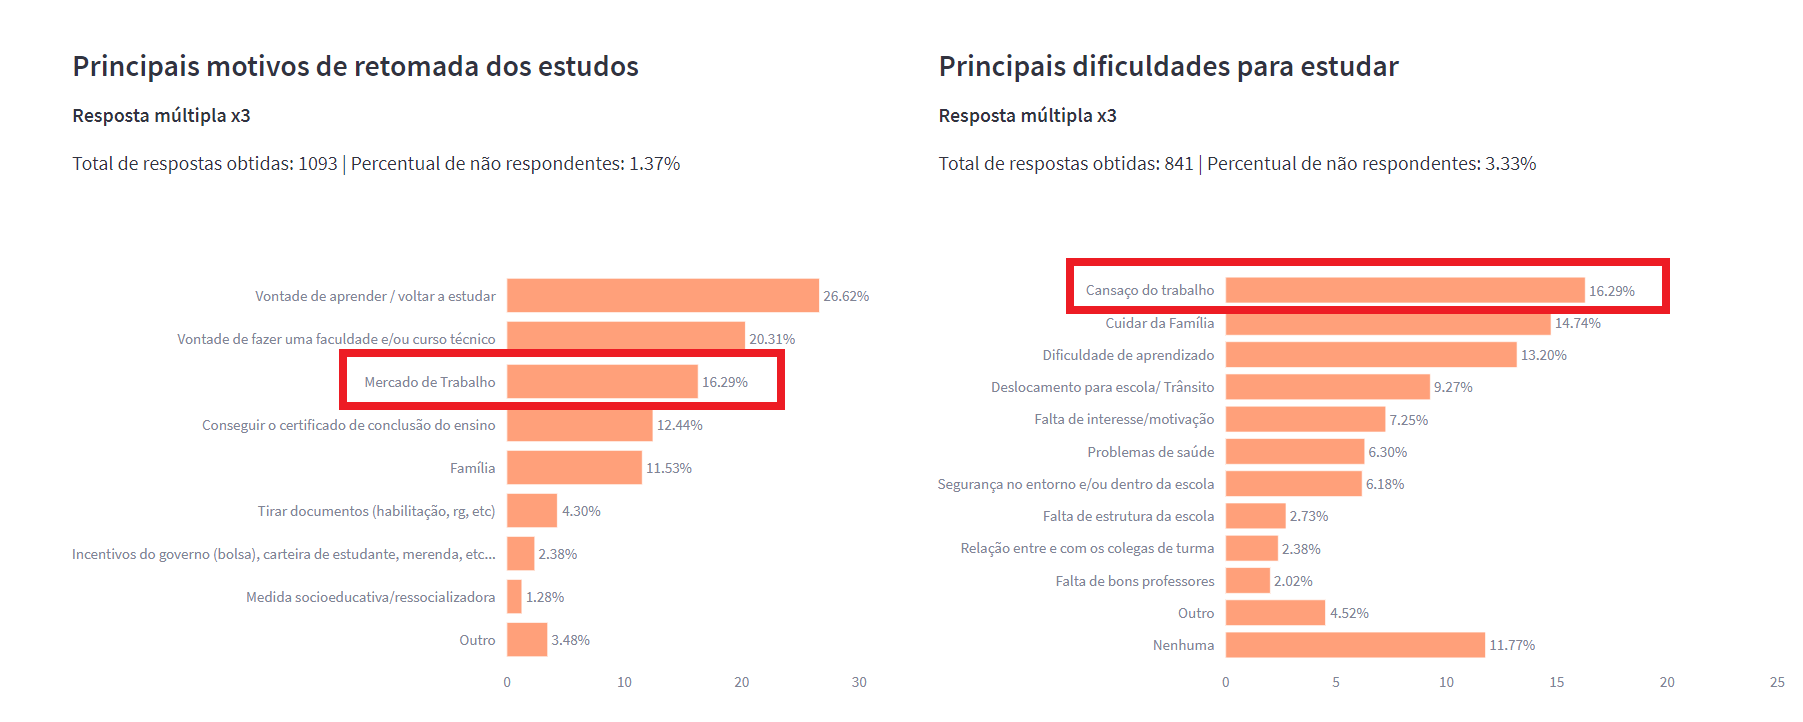 Principais motivos de retomada dos estudos
Resposta múltipla x3
Total de respostas obtidas: 1093 | Percentual de não respondentes: 1.37%
Vontade de aprender / voltar a estudar 26.62%
Vontade de fazer uma faculdade e/ou curso técnico 20.31%
Mercado de Trabalho 16.29%
Conseguir o certificado de conclusão do ensino 12.44%
Família 11.53%
Tirar documentos (habilitação, rg, etc) 4.30%
Incentivos do governo (bolsa), carteira de estudante, merenda, etc... 2.38%
Medida socioeducativa/ressocializadora 1.28%
Outro 3.48%
0 10 20 30
Principais dificuldades para estudar
Resposta múltipla x3
Total de respostas obtidas: 841 | Percentual de não respondentes: 3.33%
Cansaço do trabalho 16.29%
Cuidar da Família 14.74%
Dificuldade de aprendizado 13.20%
Deslocamento para escola/ Trânsito 9.27%
Falta de interesse/motivação 7.25%
Problemas de saúde 6.30%
Segurança no entorno e/ou dentro da escola 6.18%
Falta de estrutura da escola 2.73%
Relação entre e com os colegas de turma 2.38%
Falta de bons professores 2.02%
Outro 4.52%
Nenhuma 11.77%
0 5 10 15 20 25